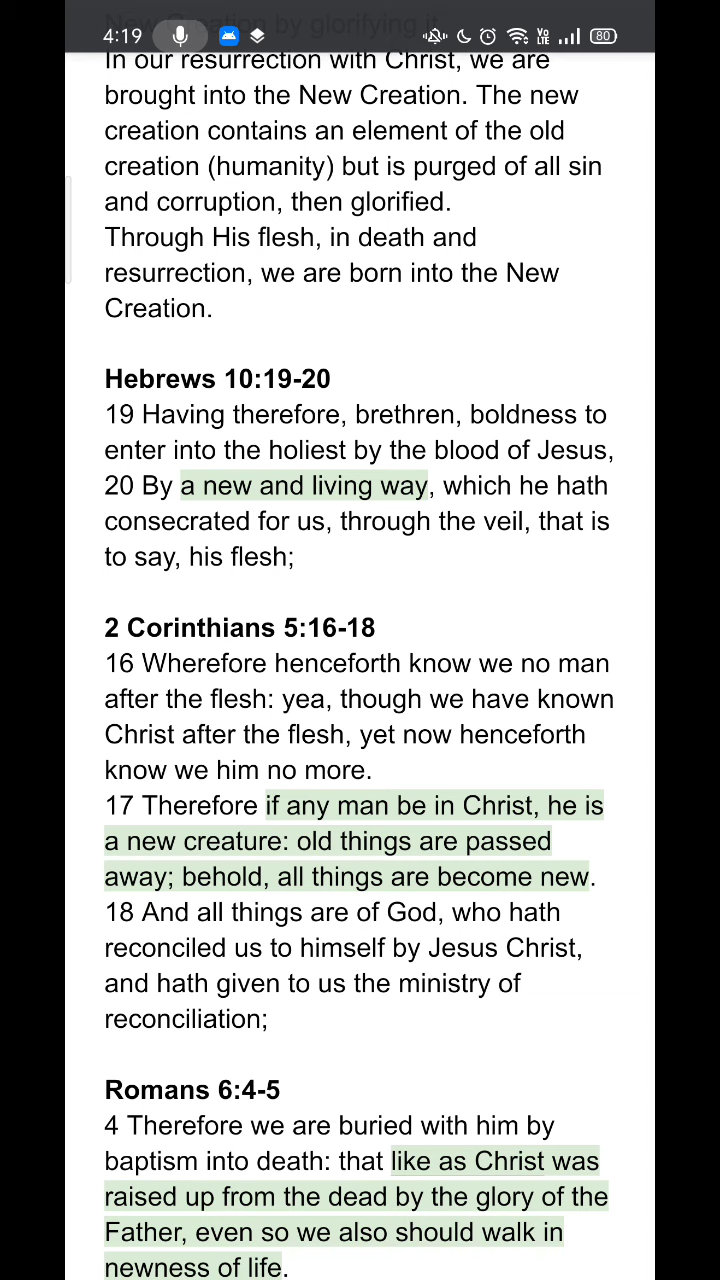 New Creation by glorifying it.
4:19
VO LTE
80
In our resurrection with Christ, we are
brought into the New Creation. The new
creation contains an element of the old
creation (humanity) but is purged of all sin
and corruption, then glorified.
Through His flesh, in death and
resurrection, we are born into the New
Creation.
Hebrews 10:19-20
19 Having therefore, brethren, boldness to
enter into the holiest by the blood of Jesus,
20 By a new and living way, which he hath
consecrated for us, through the veil, that is
to say, his flesh;
2 Corinthians 5:16-18
16 Wherefore henceforth know we no man
after the flesh: yea, though we have known
Christ after the flesh, yet now henceforth
know we him no more.
17 Therefore if any man be in Christ, he is
a new creature: old things are passed
away; behold, all things are become new.
18 And all things are of God, who hath
reconciled us to himself by Jesus Christ,
and hath given to us the ministry of
reconciliation;
Romans 6:4-5
4 Therefore we are buried with him by
baptism into death: that like as Christ was
raised up from the dead by the glory of the
Father, even so we also should walk in
newness of life.